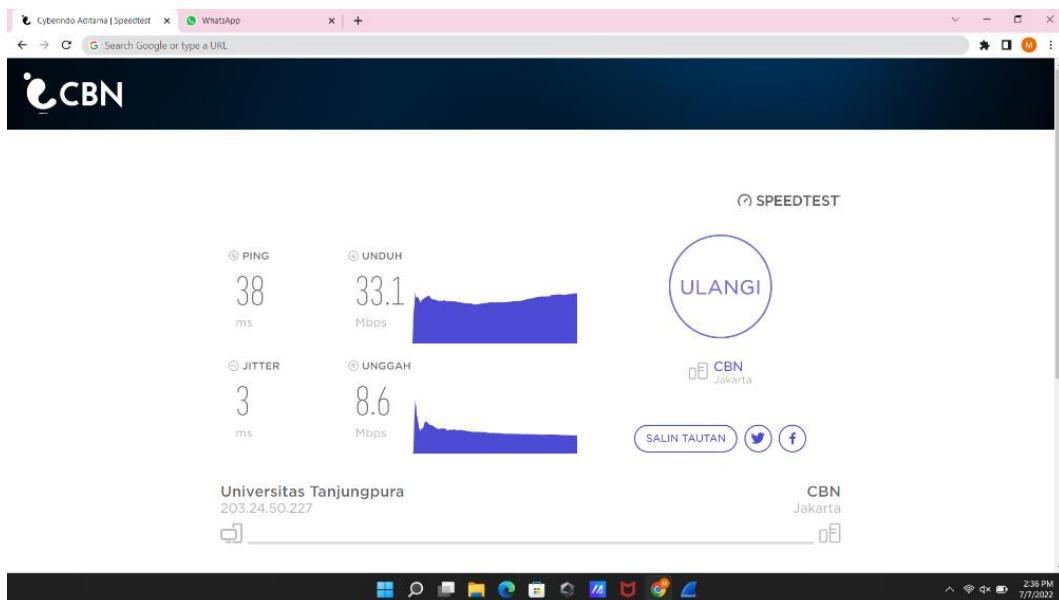 Cyberindo Aditama | Speedtest
WhatsApp
Search Google or type a URL
M
CBN
SPEEDTEST
PING
38
ms
UNDUH
33.1
Mbps
ULANGI
JITTER
3
ms
UNGGAH
8.6
Mbps
CBN
Jakarta
SALIN TAUTAN
Universitas Tanjungpura
203.24.50.227
CBN
Jakarta
2:36 PM
7/7/2022